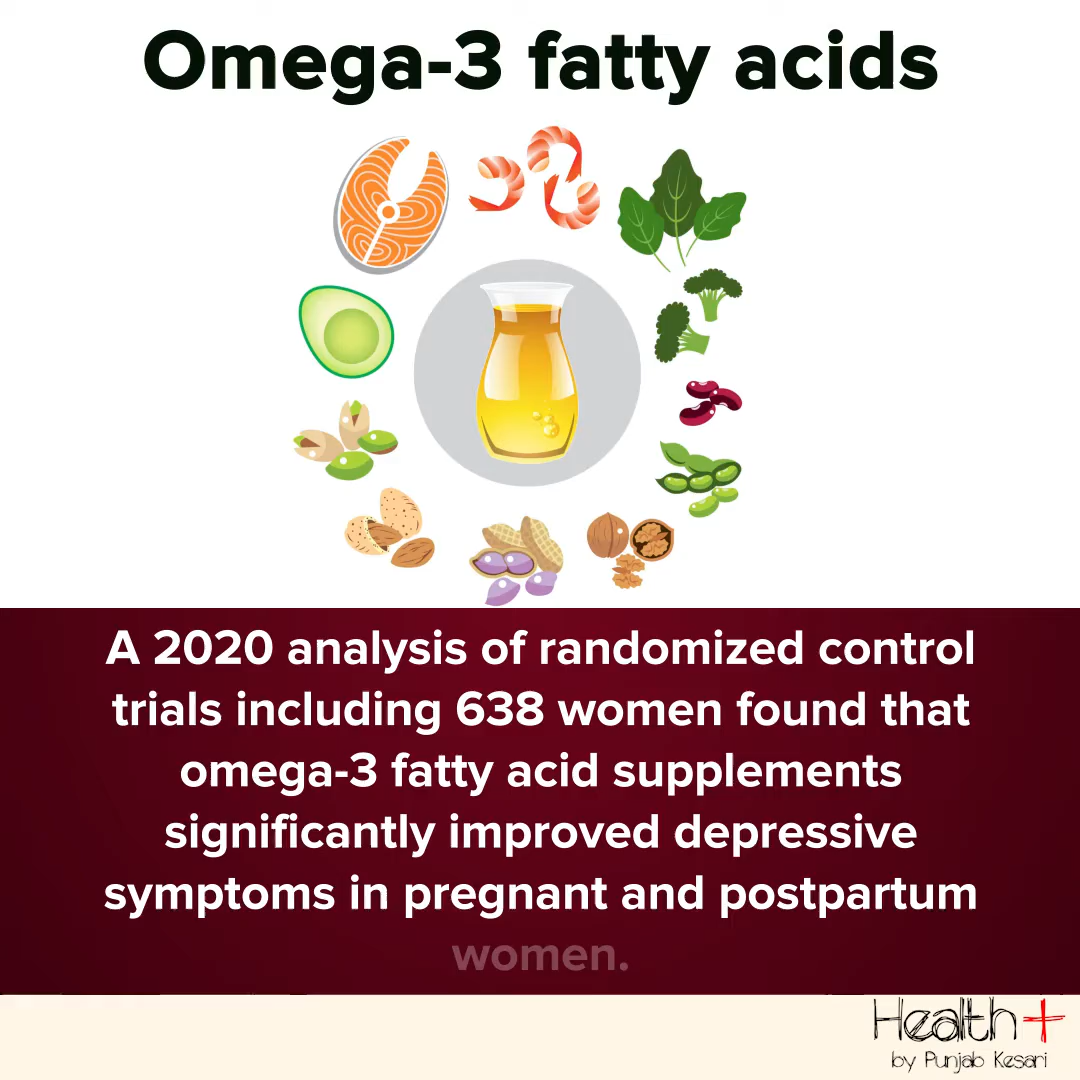 Omega-3 fatty acids
A 2020 analysis of randomized control
trials including 638 women found that
omega-3 fatty acid supplements
significantly improved depressive
symptoms in pregnant and postpartum
women.
Health+
by Punjab Kesari